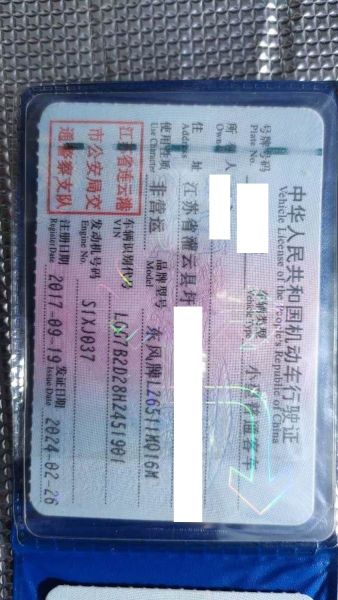 中华人民共和国机动车行驶证
Vehicle License of the People's Republic of China
号牌号码 车辆类型 小型普通客车
Plate No. Vehicle Type
所有人
Owner
住址 江苏省灌云县圩
Address
使用性质 非营运 品牌型号 东风牌LZ6511MQ16M
Use Character Model
江苏省连云港
市公安局交
通警察支队
车辆识别代号 LGG7B2D28HZ451901
VIN
发动机号码 S1XJ037
Engine No.
注册日期 2017-09-19 发证日期 2024-02-26
Register Date Issue Date